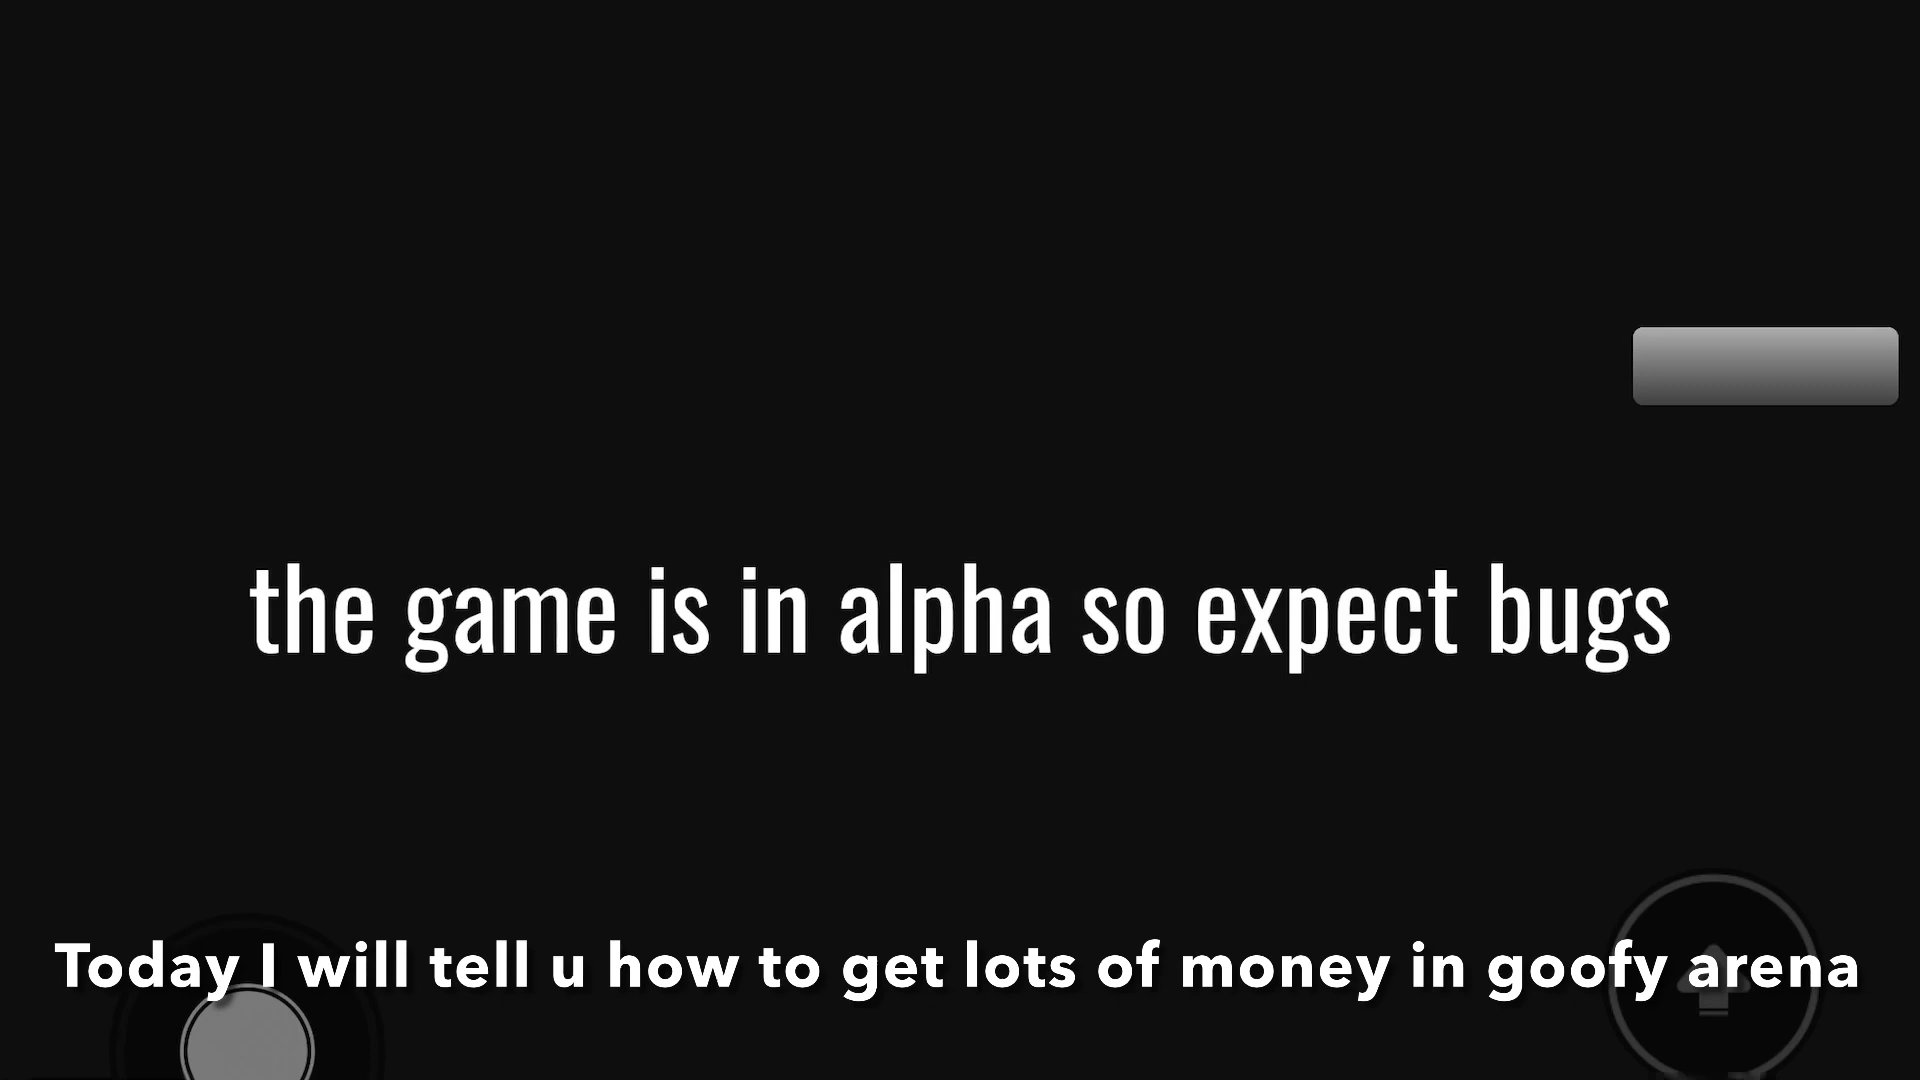 the game is in alpha so expect bugs
Today I will tell u how to get lots of money in goofy arena